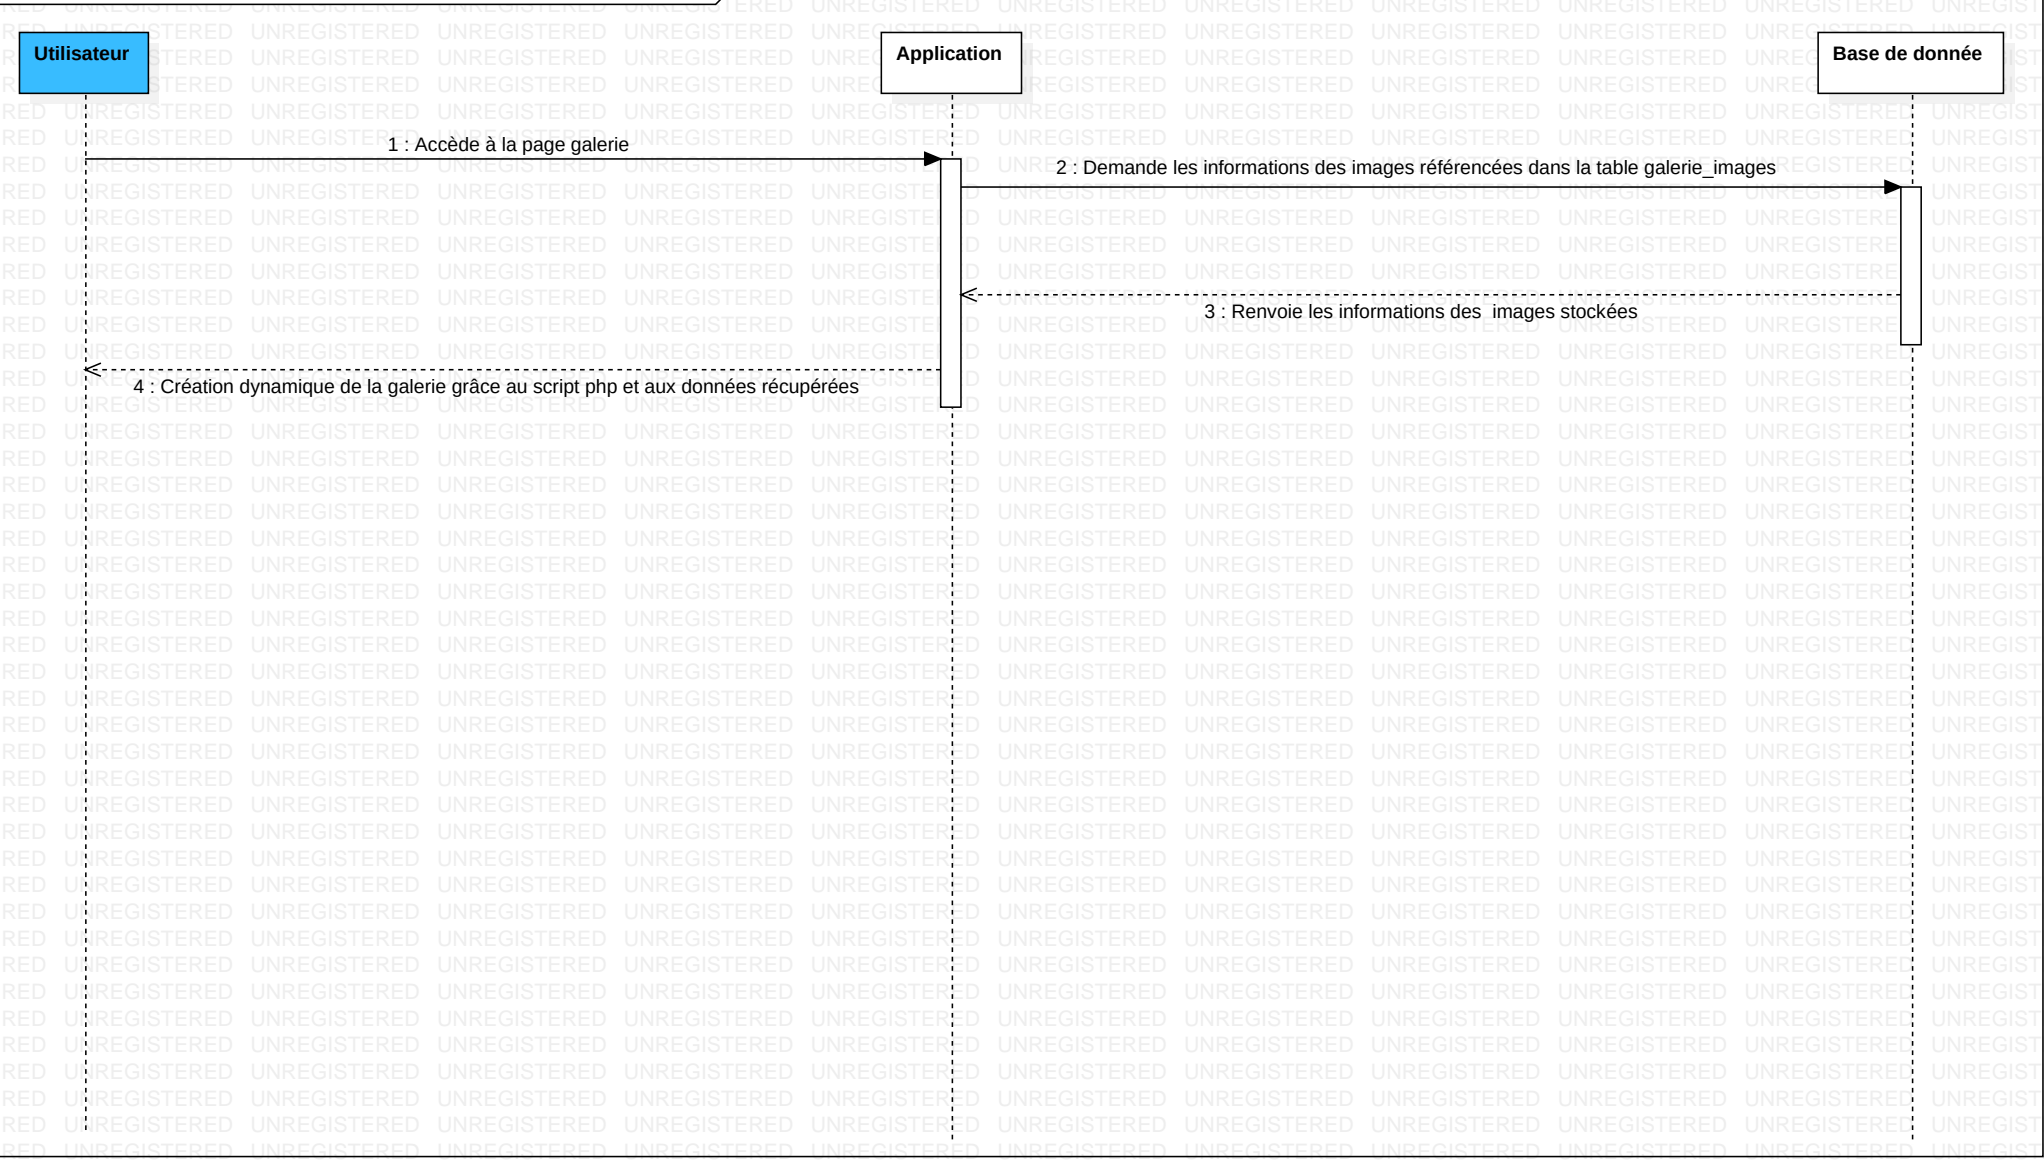 Utilisateur
Application
Base de donnée
1 : Accède à la page galerie
2 : Demande les informations des images référencées dans la table galerie_images
3 : Renvoie les informations des  images stockées
4 : Création dynamique de la galerie grâce au script php et aux données récupérées
UNREGISTERED